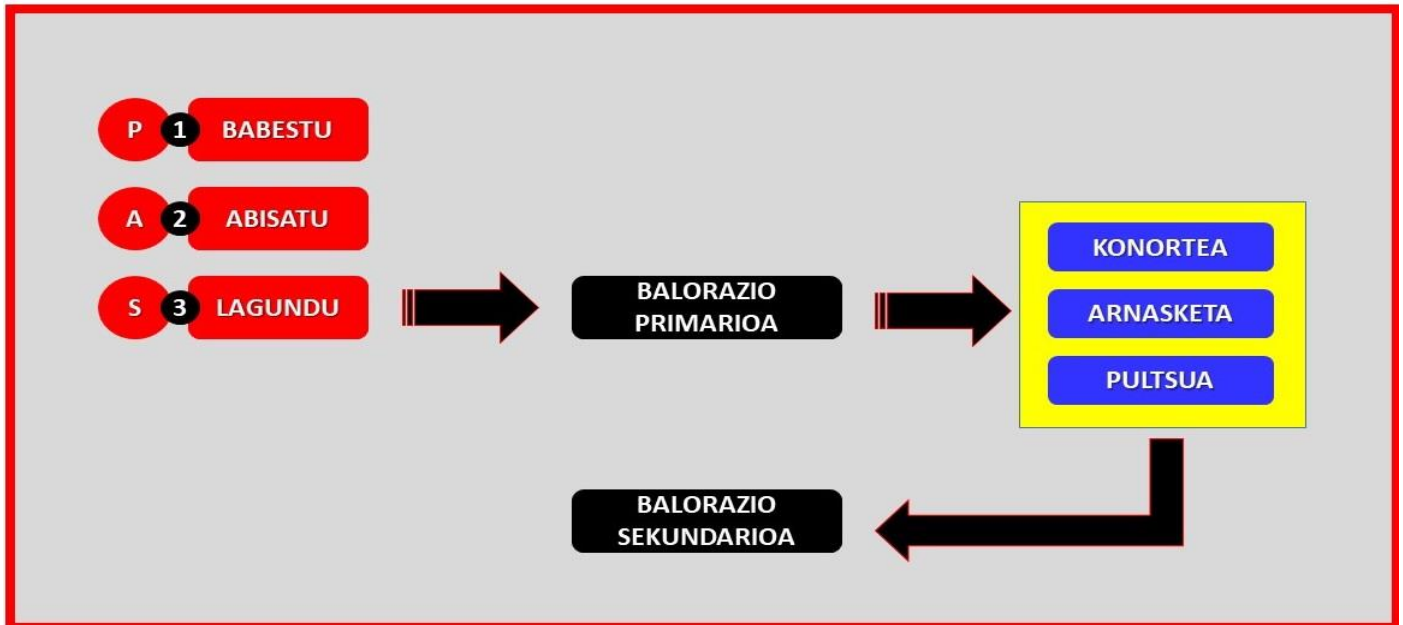 P 1 BABESTU
A 2 ABISATU
S 3 LAGUNDU
BALORAZIO
PRIMARIOA
KONORTEA
ARNASKETA
PULTSUA
BALORAZIO
SEKUNDARIOA